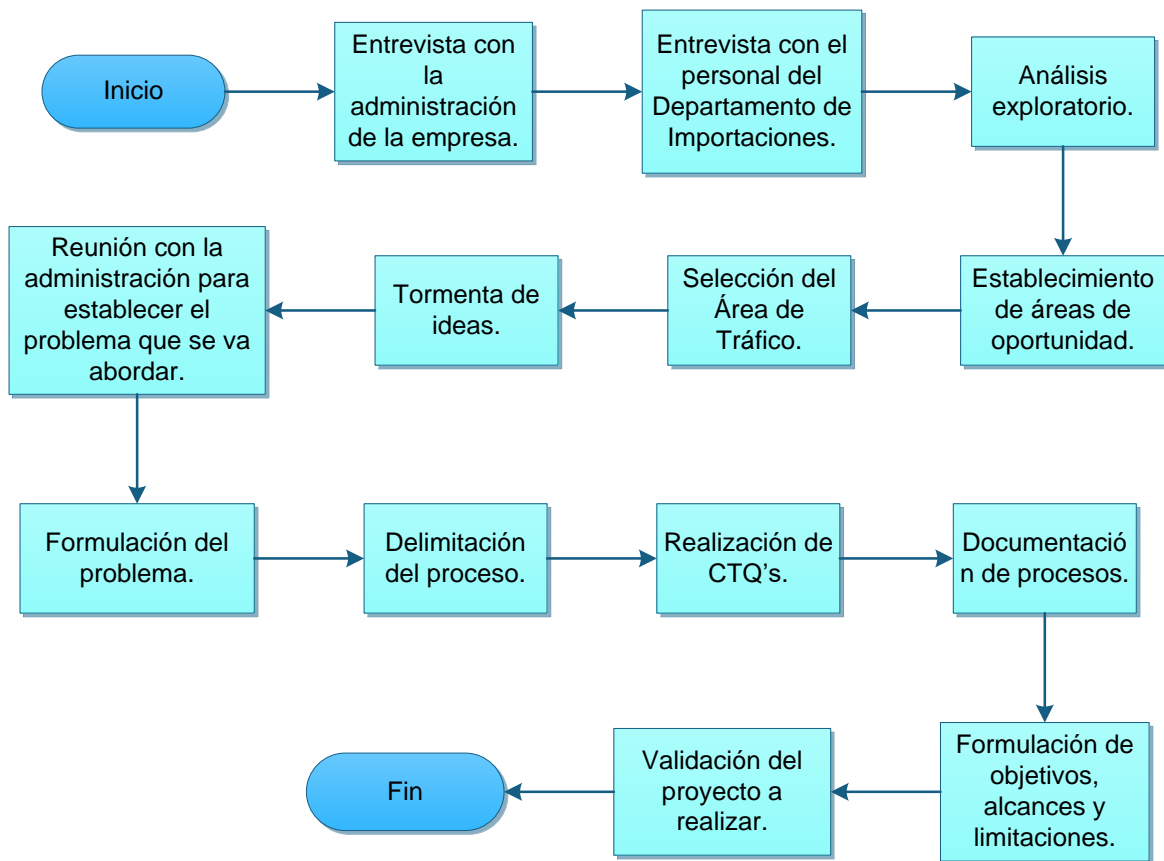 Inicio
Entrevista con
la
administración
de la empresa.
Entrevista con el
personal del
Departamento de
Importaciones.
Análisis
exploratorio.
Establecimiento
de áreas de
oportunidad.
Selección del
Área de
Tráfico.
Tormenta de
ideas.
Reunión con la
administración para
establecer el
problema que se va
abordar.
Formulación del
problema.
Delimitación
del proceso.
Realización de
CTQ’s.
Documentació
n de procesos.
Formulación de
objetivos,
alcances y
limitaciones.
Validación del
proyecto a
realizar.
Fin